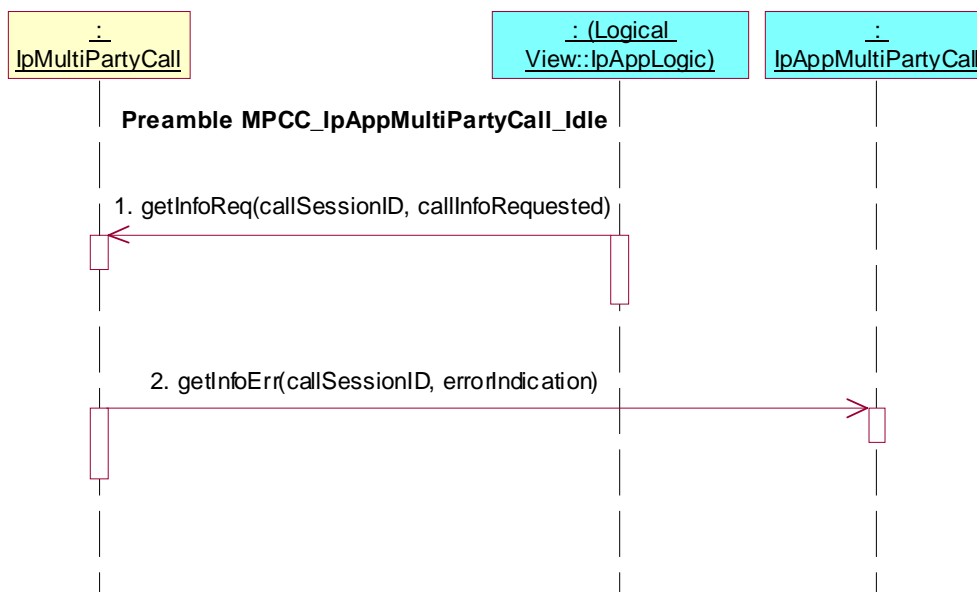 :
IpMultiPartyCall
: (Logical
View::IpAppLogic)
:
IpAppMultiPartyCall
Preamble MPCC_IpAppMultiPartyCall_Idle
1. getInfoReq(callSessionID, callInfoRequested)
2. getInfoErr(callSessionID, errorIndication)